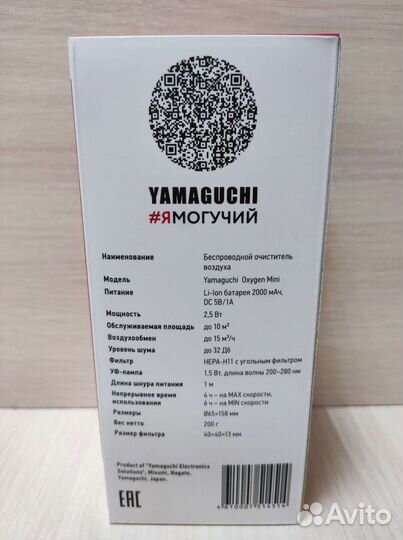 YAMAGUCHI
#ЯМОГУЧИЙ
Наименование Беспроводной очиститель
воздуха
Модель Yamaguchi Oxygen Mini
Питание Li-Ion батарея 2000 мАч,
DC 5В/1А
Мощность 2,5 Вт
Обслуживаемая площадь до 10 м²
Воздухообмен до 15 м³/ч
Уровень шума до 32 Дб
Фильтр HEPA-H11 с угольным фильтром
УФ-лампа 1,5 Вт, длина волны 200–280 нм
Длина шнура питания 1 м
Непрерывное время 4 ч – на MAX скорости,
использования 6 ч – на MIN скорости
Размеры Ø65×158 мм
Вес нетто 200 г
Размер фильтра 40×40×13 мм
Product of "Yamaguchi Electronics
Solutions", Misumi, Nagato,
Yamaguchi, Japan.
EAC
4610007514514
Avito